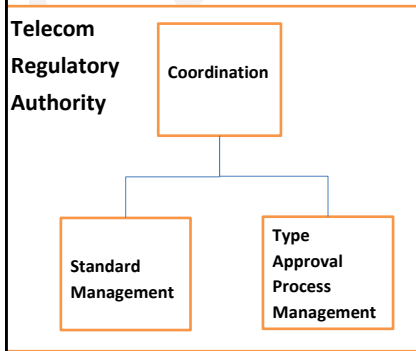 Telecom
Regulatory
Authority
Coordination
Standard
Management
Type
Approval
Process
Management